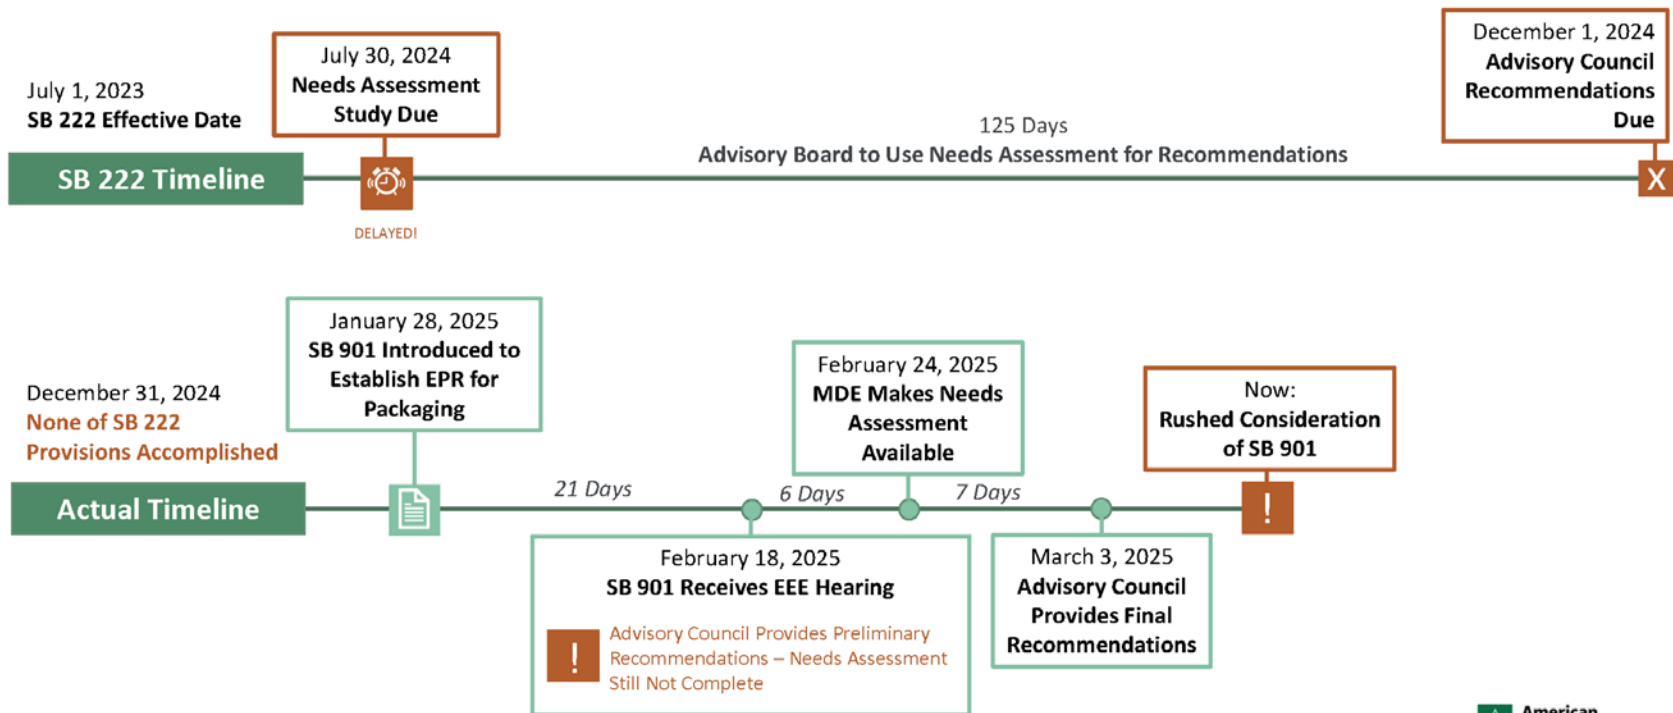 July 1, 2023
SB 222 Effective Date
SB 222 Timeline
July 30, 2024
Needs Assessment
Study Due
DELAYED!
125 Days
Advisory Board to Use Needs Assessment for Recommendations
December 1, 2024
Advisory Council
Recommendations
Due
X
December 31, 2024
None of SB 222
Provisions Accomplished
Actual Timeline
January 28, 2025
SB 901 Introduced to
Establish EPR for
Packaging
21 Days
February 18, 2025
SB 901 Receives EEE Hearing
!
Advisory Council Provides Preliminary
Recommendations – Needs Assessment
Still Not Complete
6 Days
February 24, 2025
MDE Makes Needs
Assessment
Available
7 Days
March 3, 2025
Advisory Council
Provides Final
Recommendations
Now:
Rushed Consideration
of SB 901
!
American